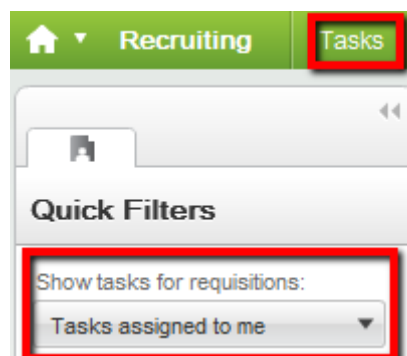 Recruiting Tasks
Quick Filters
Show tasks for requisitions:
Tasks assigned to me